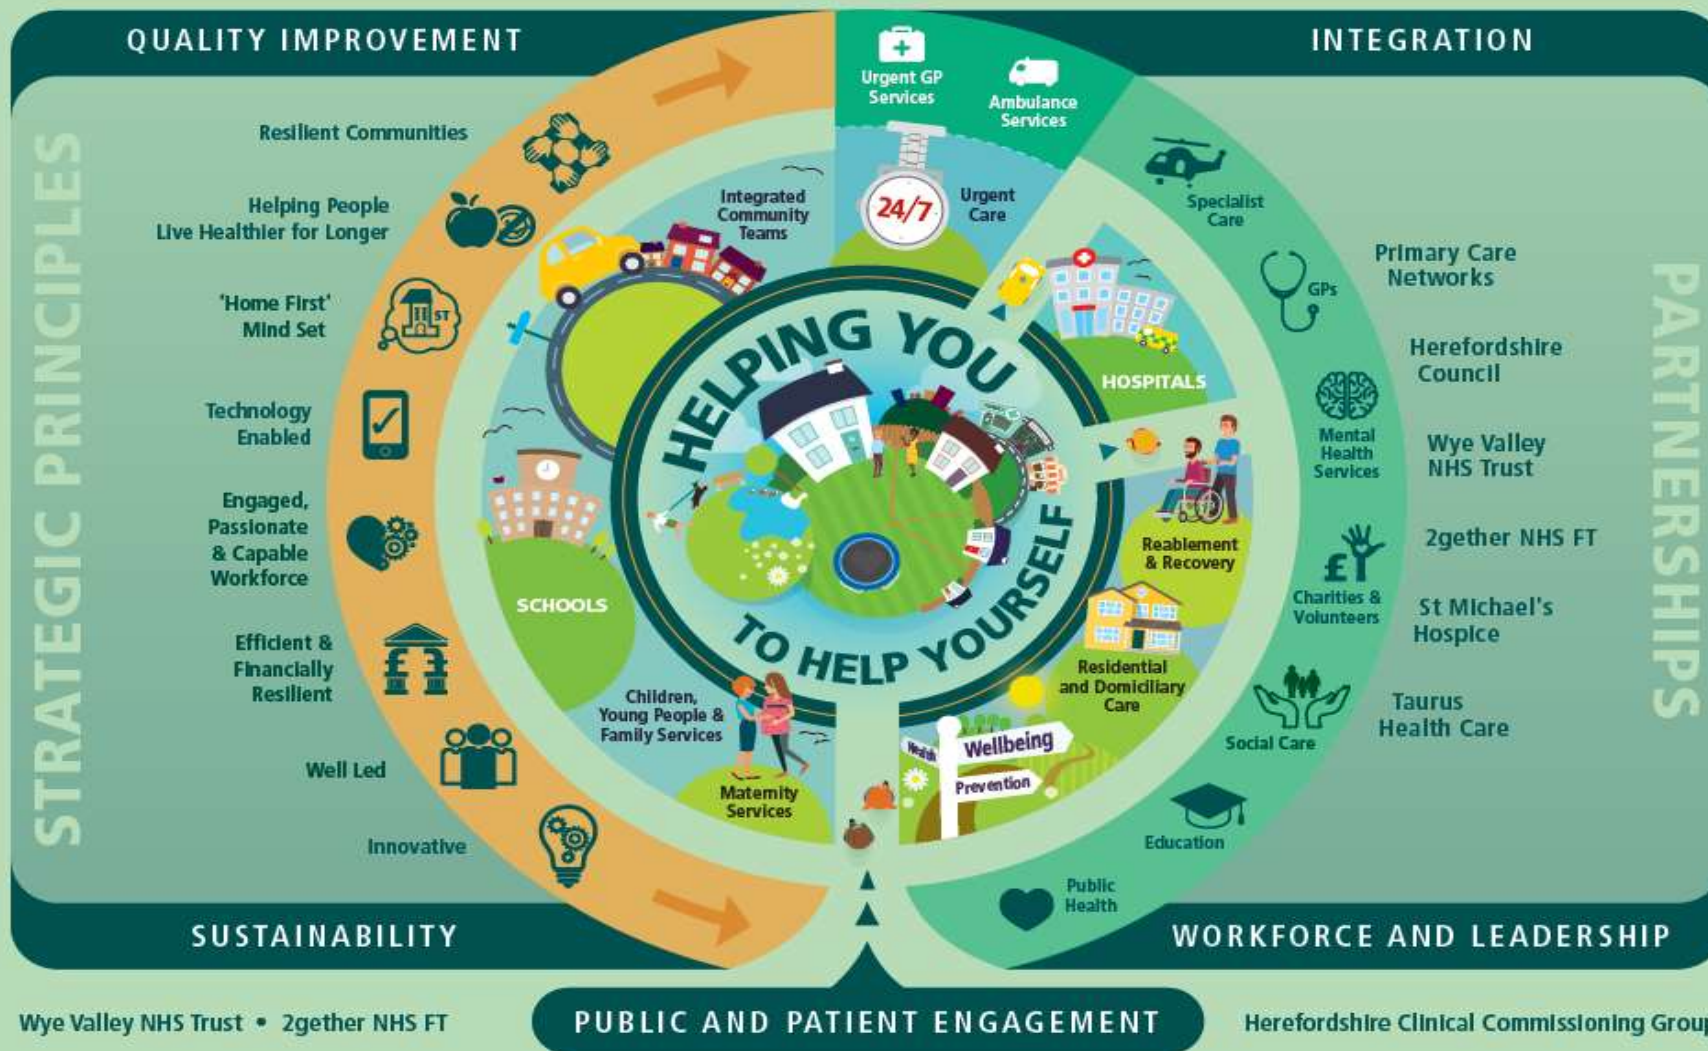 QUALITY IMPROVEMENT
INTEGRATION
STRATEGIC PRINCIPLES
Resilient Communities
Helping People
Live Healthier for Longer
'Home First'
Mind Set
1ST
Technology
Enabled
Engaged,
Passionate
& Capable
Workforce
Efficient &
Financially
Resilient
££
Well Led
Innovative
Urgent GP
Services
Ambulance
Services
24/7
Urgent
Care
Integrated
Community
Teams
SCHOOLS
Children,
Young People &
Family Services
Maternity
Services
HELPING YOU
TO HELP YOURSELF
HOSPITALS
Reablement
& Recovery
Residential
and Domiciliary
Care
Health
Wellbeing
Prevention
Specialist
Care
GPs
Mental
Health
Services
£
Charities &
Volunteers
Social Care
Education
Public
Health
Primary Care
Networks
Herefordshire
Council
Wye Valley
NHS Trust
2gether NHS FT
St Michael's
Hospice
Taurus
Health Care
PARTNERSHIPS
SUSTAINABILITY
WORKFORCE AND LEADERSHIP
Wye Valley NHS Trust • 2gether NHS FT
PUBLIC AND PATIENT ENGAGEMENT
Herefordshire Clinical Commissioning Group